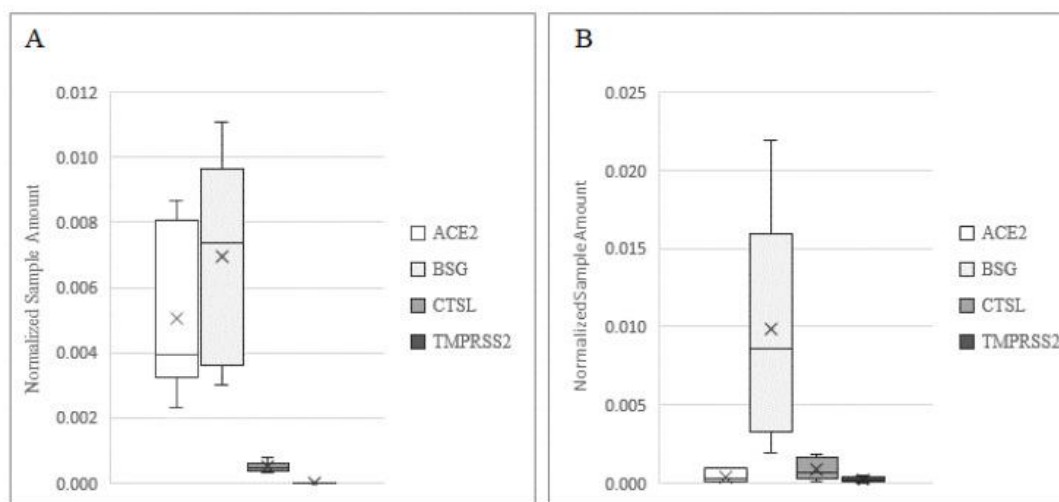 A
Normalized Sample Amount
0.012
0.010
0.008
0.006
0.004
0.002
0.000
ACE2
BSG
CTSL
TMPRSS2
B
NormalizedSampleAmount
0.025
0.020
0.015
0.010
0.005
0.000
ACE2
BSG
CTSL
TMPRSS2